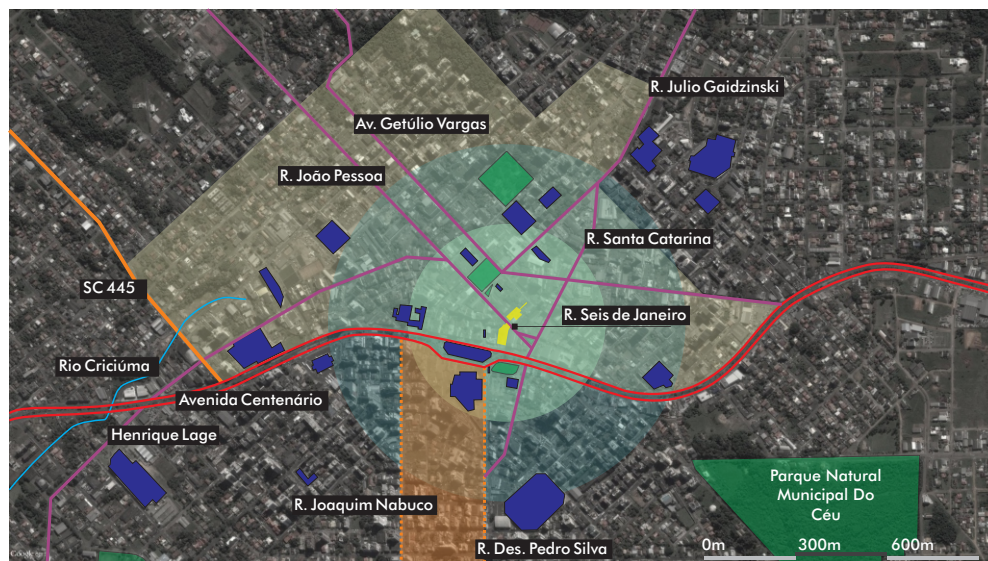 R. Julio Gaidzinski
Av. Getúlio Vargas
R. João Pessoa
R. Santa Catarina
SC 445
R. Seis de Janeiro
Rio Criciúma
Avenida Centenário
Henrique Lage
Parque Natural
Municipal Do
Céu
R. Joaquim Nabuco
R. Des. Pedro Silva
0m 300m 600m